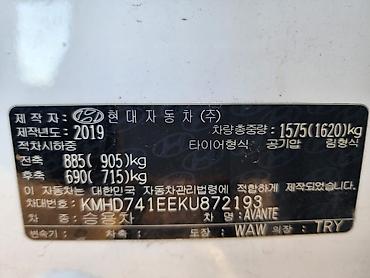 제 작 자 : 현대자동차(주)
제작년도 : 2019 차량총중량 : 1575(1620)kg
적차시하중 타이어형식 공기압 림형식
전축 885( 905)kg
후축 690( 715)kg
이 자동차는 대한민국 자동차관리법령에 적합하게 제작되었습니다.
차대번호 : KMHD741EEKU872193
차종 : 승용차 AVANTE
변속기 외장 도장 WAW 내장 TRY